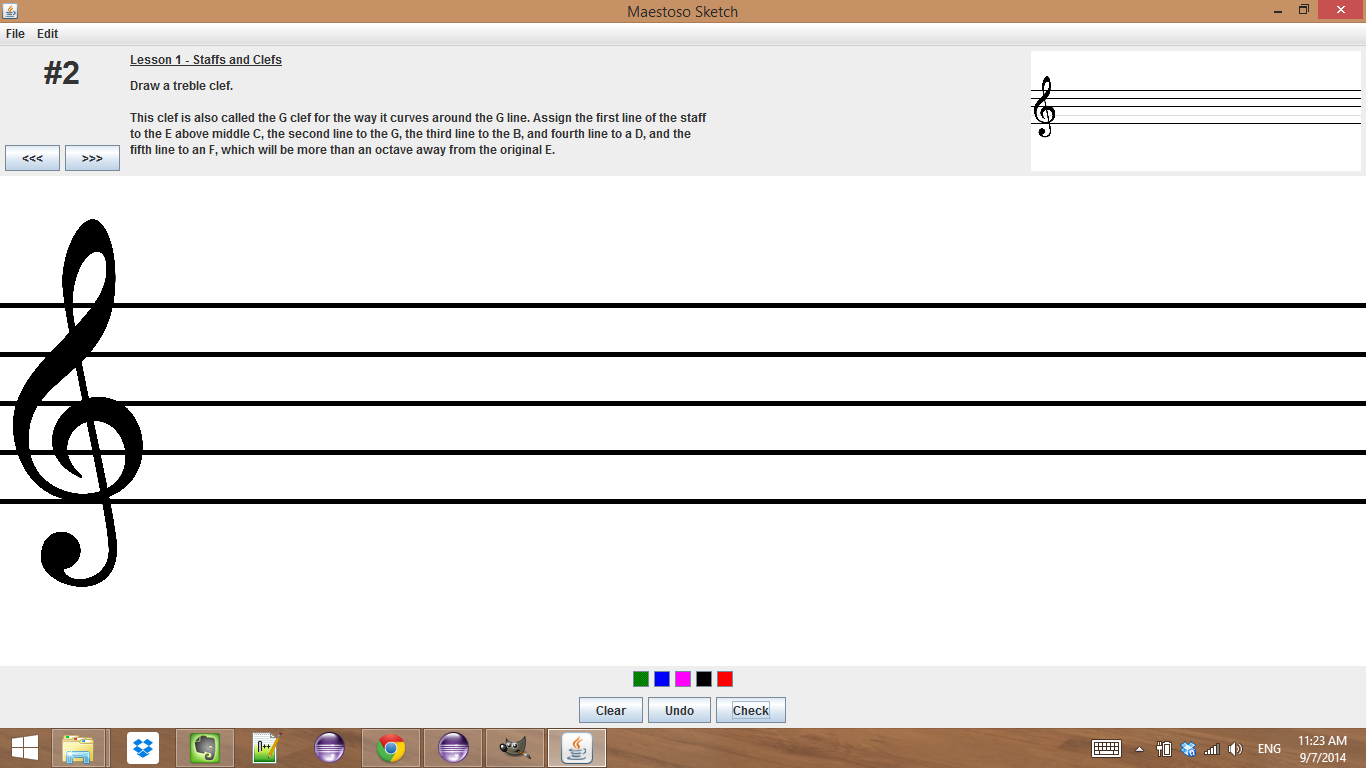 Maestoso Sketch
File Edit
#2
Lesson 1 - Staffs and Clefs
Draw a treble clef.
This clef is also called the G clef for the way it curves around the G line. Assign the first line of the staff
to the E above middle C, the second line to the G, the third line to the B, and fourth line to a D, and the
fifth line to an F, which will be more than an octave away from the original E.
<<< >>>
Clear Undo Check
ENG
11:23 AM
9/7/2014